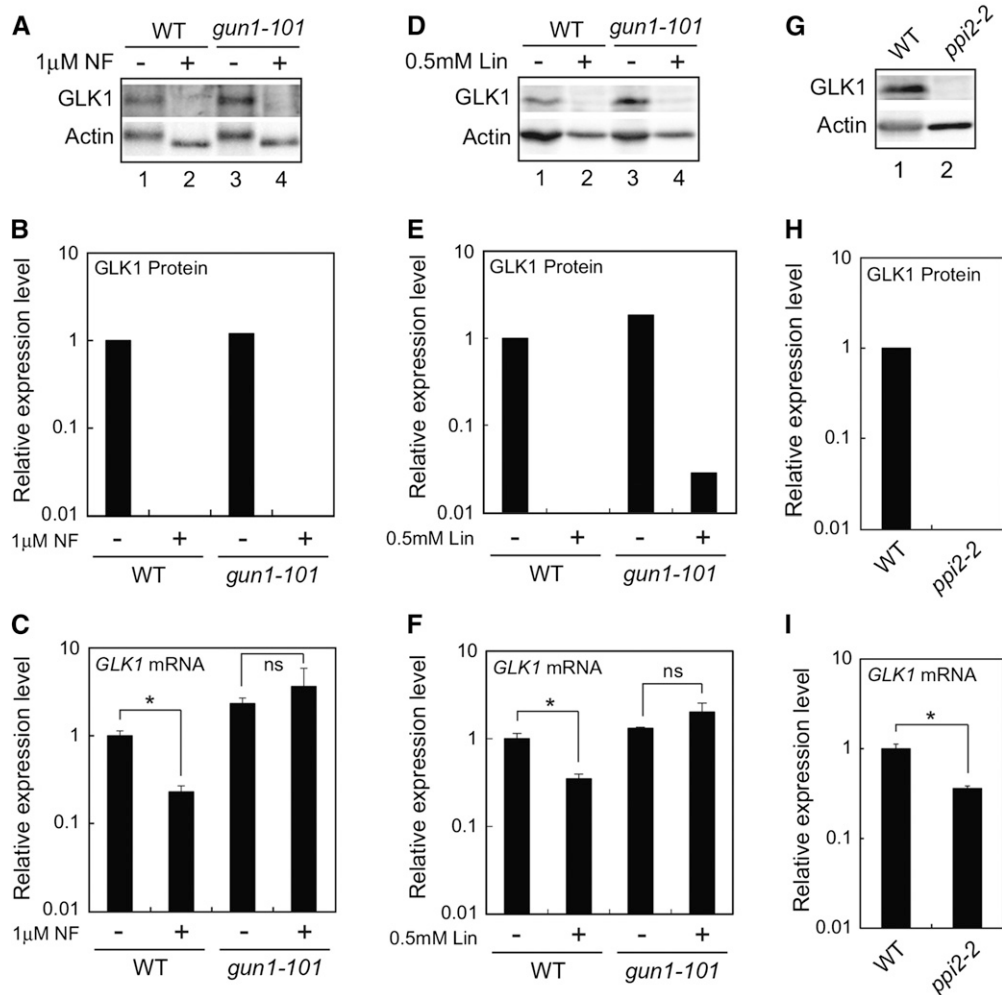 A
WT gun1-101
1µM NF - + - +
GLK1
Actin
1 2 3 4
B
GLK1 Protein
Relative expression level
10
1
0.1
0.01
1µM NF - + - +
WT gun1-101
C
GLK1 mRNA
Relative expression level
10
1
0.1
0.01
* ns
1µM NF - + - +
WT gun1-101
D
WT gun1-101
0.5mM Lin - + - +
GLK1
Actin
1 2 3 4
E
GLK1 Protein
Relative expression level
10
1
0.1
0.01
0.5mM Lin - + - +
WT gun1-101
F
GLK1 mRNA
Relative expression level
10
1
0.1
0.01
* ns
0.5mM Lin - + - +
WT gun1-101
G
WT ppi2-2
GLK1
Actin
1 2
H
GLK1 Protein
Relative expression level
10
1
0.1
0.01
WT ppi2-2
I
GLK1 mRNA
Relative expression level
10
1
0.1
0.01
*
WT ppi2-2